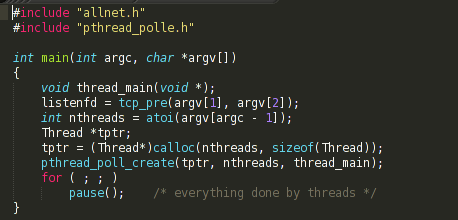 #include "allnet.h"
#include "pthread_polle.h"
int main(int argc, char *argv[])
{
void thread_main(void *);
listenfd = tcp_pre(argv[1], argv[2]);
int nthreads = atoi(argv[argc - 1]);
Thread *tptr;
tptr = (Thread*)calloc(nthreads, sizeof(Thread));
pthread_poll_create(tptr, nthreads, thread_main);
for ( ; ; )
pause(); /* everything done by threads */
}